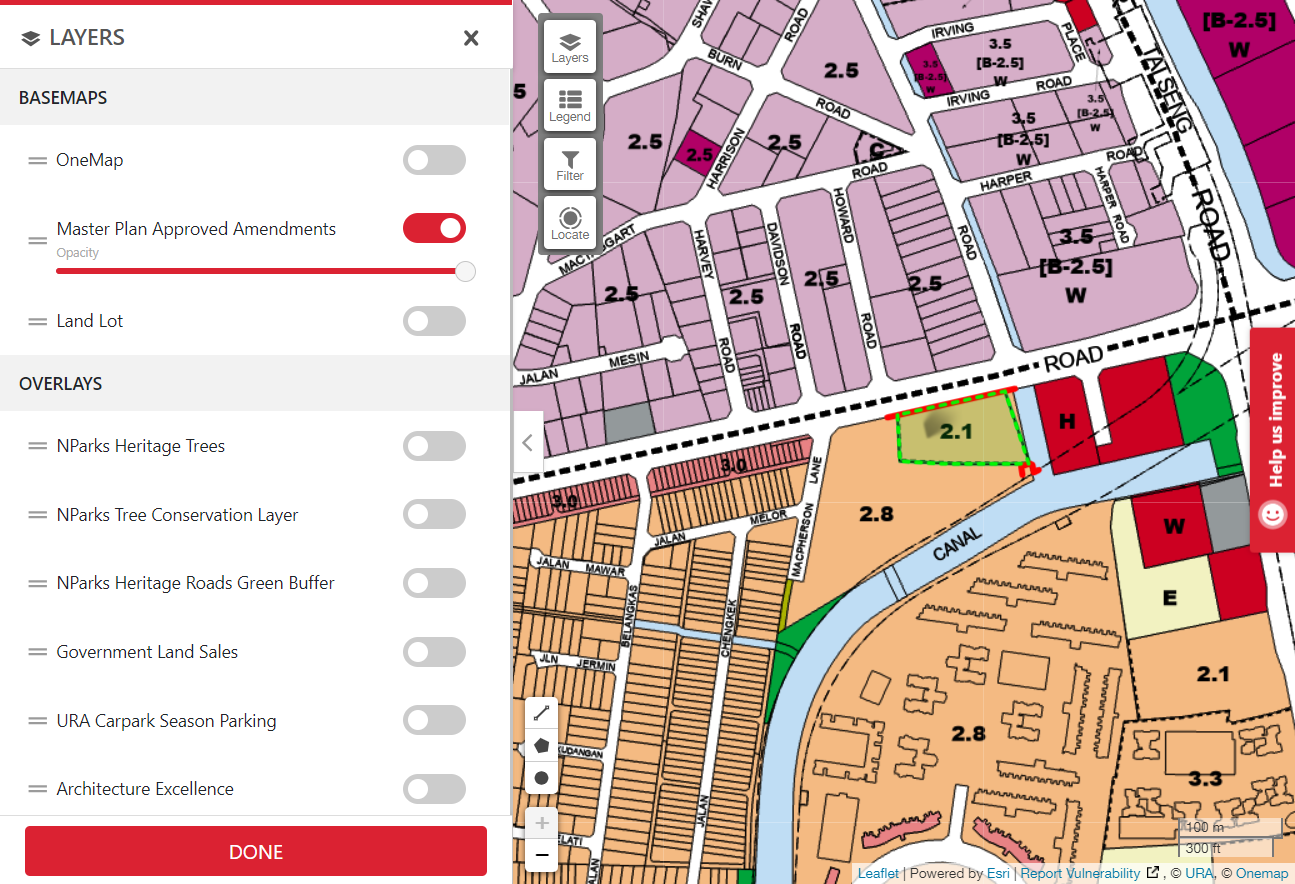 LAYERS
BASEMAPS
OneMap
Master Plan Approved Amendments
Opacity
Land Lot
OVERLAYS
NParks Heritage Trees
NParks Tree Conservation Layer
NParks Heritage Roads Green Buffer
Government Land Sales
URA Carpark Season Parking
Architecture Excellence
DONE
Layers
Legend
Filter
Locate
BURN
ROAD
ROAD
IRVING
PLACE
3.5
[B-2.5]
W
3.5
[B-2.5]
W
[B-2.5]
W
TAI SENG
ROAD
5
2.5
2.5
2.5
2.5
HARRISON
C
ROAD
IRVING
ROAD
3.5
[B-2.5]
W
3.5
[B-2.5]
W
HARPER
ROAD
HARPER
ROAD
3.5
[B-2.5]
W
HARVEY
ROAD
DAVIDSON
ROAD
HOWARD
ROAD
ROAD
2.5
2.5
2.5
2.5
JALAN
MESIN
ROAD
2.1
H
3.0
3.0
MACPHERSON
LANE
JALAN
MELOR
2.8
CANAL
JALAN
MAWAR
BELANGKAS
CHENGKEK
JLN
JERMIN
W
E
2.1
2.8
3.3
JALAN
Help us improve
100 m
300 ft
Leaflet | Powered by Esri | Report Vulnerability , © URA, © Onemap